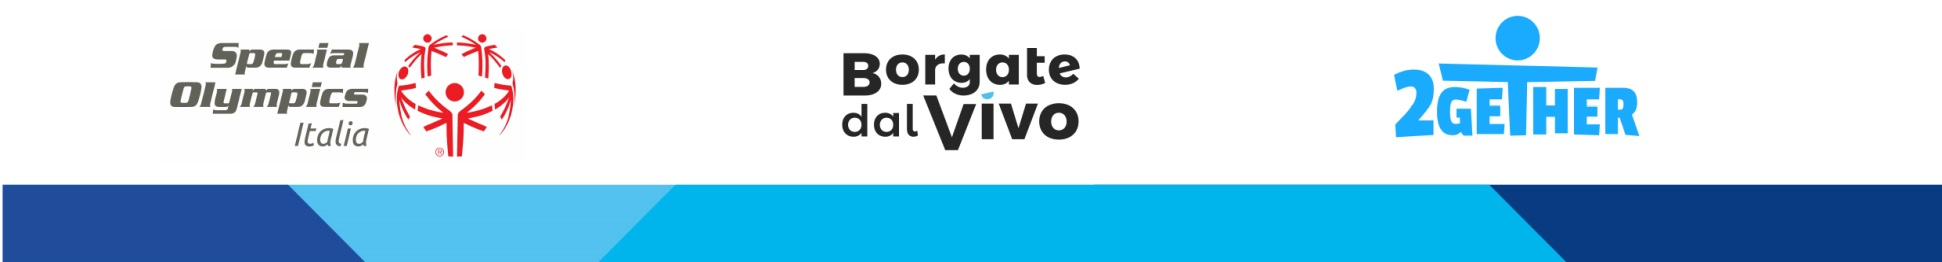 Special
Olympics
Italia
®
Borgate
dal Vivo
2GETHER